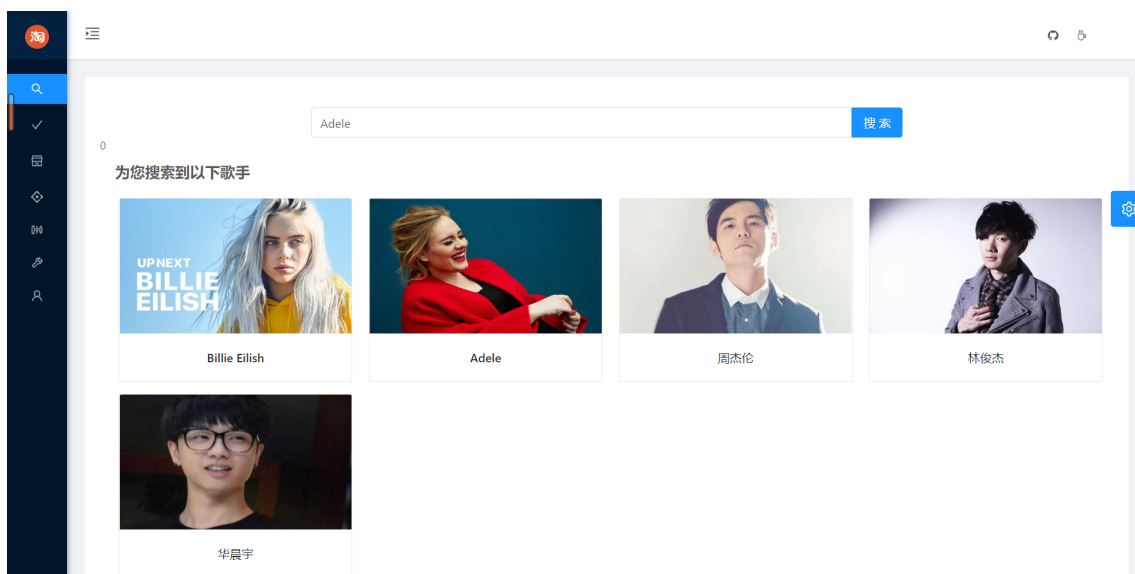 淘
Adele
搜 索
0
为您搜索到以下歌手
UP NEXT
BILLIE
EILISH
Billie Eilish
Adele
周杰伦
林俊杰
华晨宇